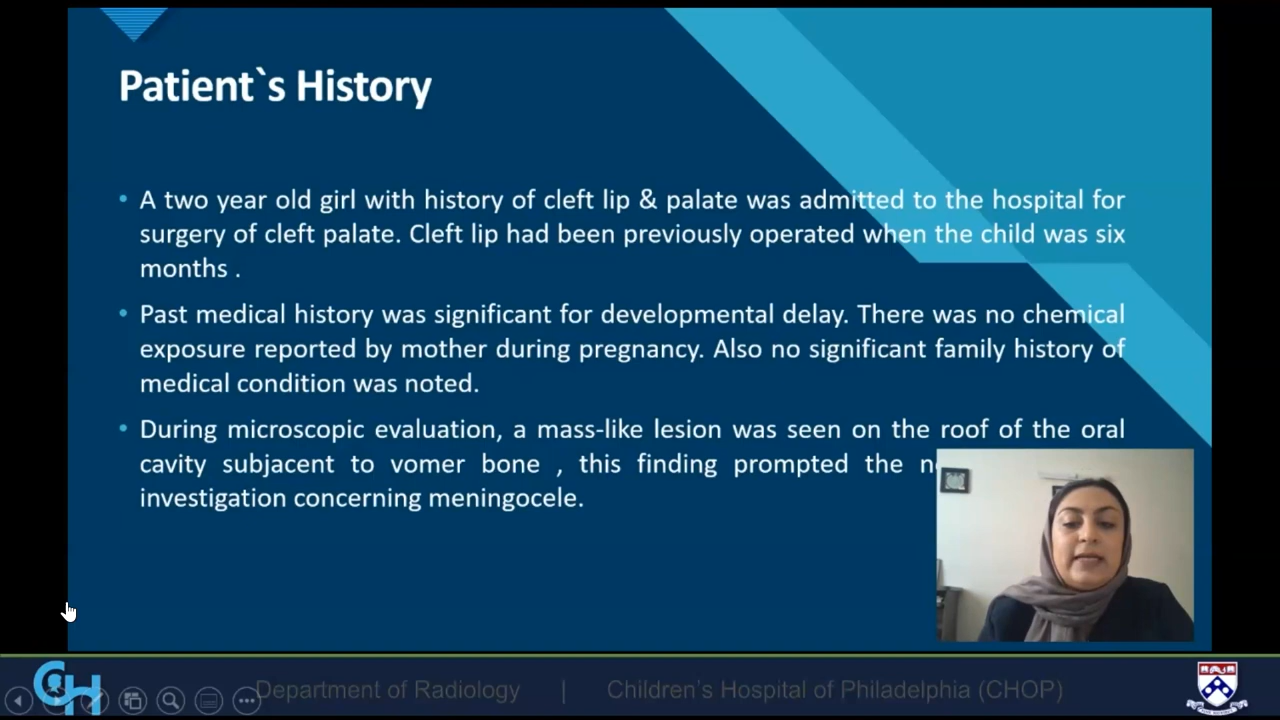 Patient`s History
• A two year old girl with history of cleft lip & palate was admitted to the hospital for
surgery of cleft palate. Cleft lip had been previously operated when the child was six
months .
• Past medical history was significant for developmental delay. There was no chemical
exposure reported by mother during pregnancy. Also no significant family history of
medical condition was noted.
• During microscopic evaluation, a mass-like lesion was seen on the roof of the oral
cavity subjacent to vomer bone , this finding prompted the
investigation concerning meningocele.
CH
Department of Radiology | Children's Hospital of Philadelphia (CHOP)